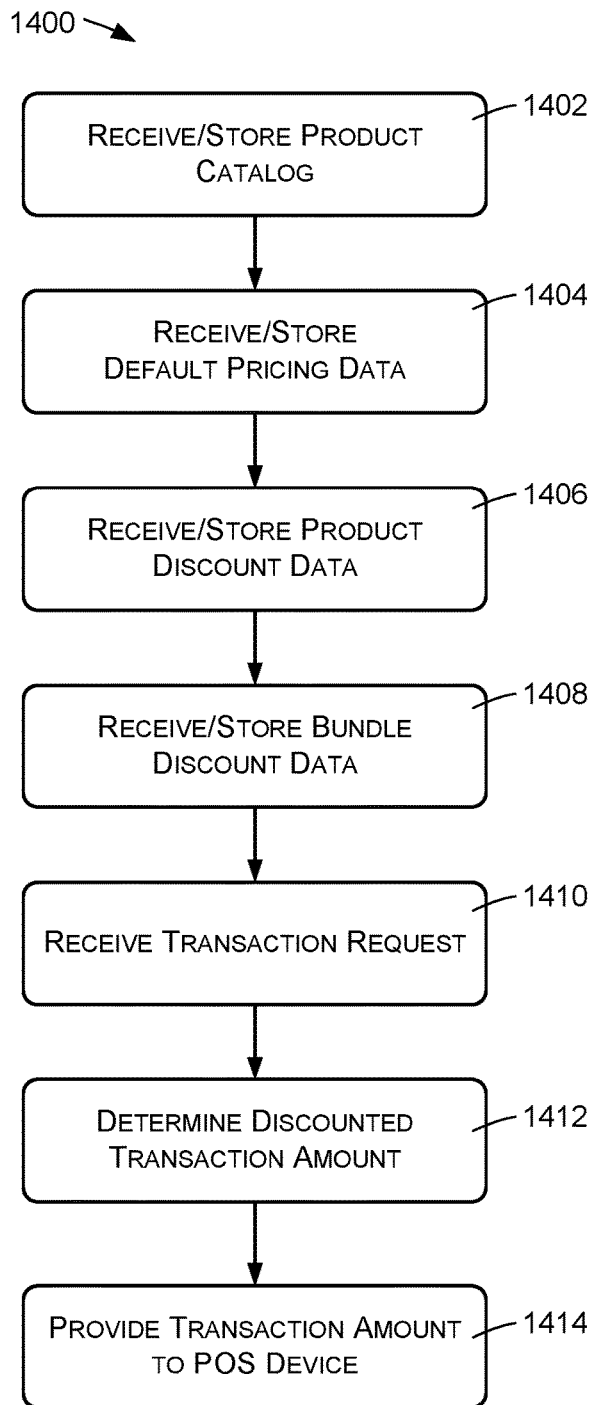 1400
1402
RECEIVE/STORE PRODUCT
CATALOG
1404
RECEIVE/STORE
DEFAULT PRICING DATA
1406
RECEIVE/STORE PRODUCT
DISCOUNT DATA
1408
RECEIVE/STORE BUNDLE
DISCOUNT DATA
1410
RECEIVE TRANSACTION REQUEST
1412
DETERMINE DISCOUNTED
TRANSACTION AMOUNT
1414
PROVIDE TRANSACTION AMOUNT
TO POS DEVICE